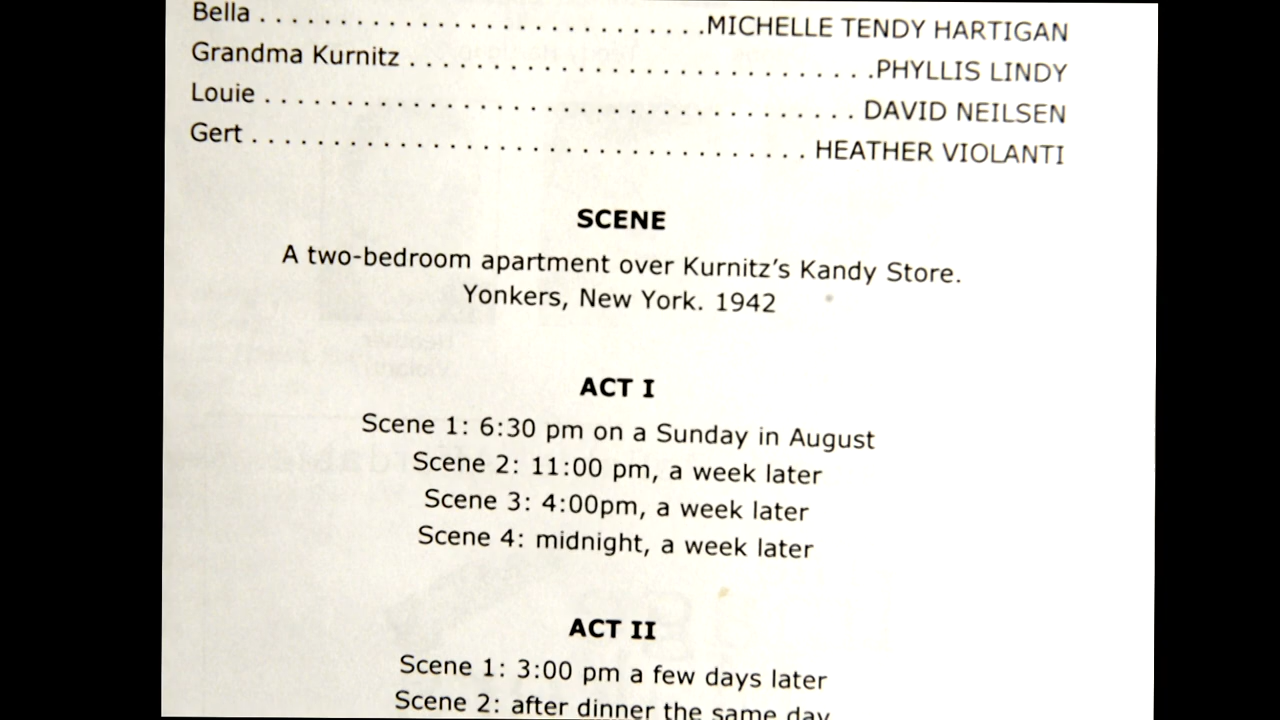 Bella . . . . . . . . . . . . . . . . . . . . . . . . . . . . . .MICHELLE TENDY HARTIGAN
Grandma Kurnitz . . . . . . . . . . . . . . . . . . . . . . . . . . . . . . .PHYLLIS LINDY
Louie . . . . . . . . . . . . . . . . . . . . . . . . . . . . . . . . . . . . . . . DAVID NEILSEN
Gert . . . . . . . . . . . . . . . . . . . . . . . . . . . . . . . . . . . . . HEATHER VIOLANTI
SCENE
A two-bedroom apartment over Kurnitz’s Kandy Store.
Yonkers, New York. 1942
ACT I
Scene 1: 6:30 pm on a Sunday in August
Scene 2: 11:00 pm, a week later
Scene 3: 4:00pm, a week later
Scene 4: midnight, a week later
ACT II
Scene 1: 3:00 pm a few days later
Scene 2: after dinner the same day